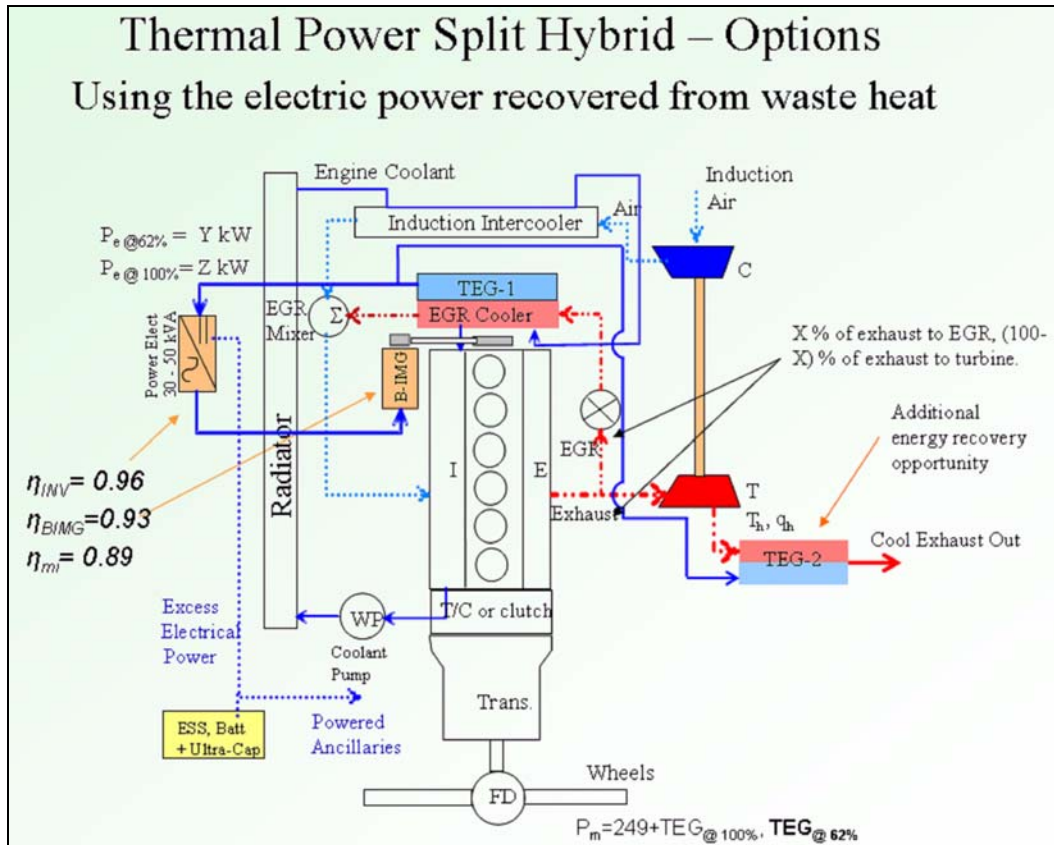 Thermal Power Split Hybrid – Options
Using the electric power recovered from waste heat
Engine Coolant
Induction
Air
Induction Intercooler
Air
P e @62% = Y kW
P e @ 100% = Z kW
C
TEG-1
EGR
Mixer
Σ
EGR Cooler
X % of exhaust to EGR, (100-
X) % of exhaust to turbine.
Power Elect
30 - 50 kVA
B-IMG
Radiator
Additional
energy recovery
opportunity
EGR
I
E
ηINV = 0.96
ηBIMG=0.93
ηmi= 0.89
Exhaust
T
Th, qh
Cool Exhaust Out
TEG-2
Excess
Electrical
Power
WP
T/C or clutch
Coolant
Pump
Trans.
ESS, Batt
+ Ultra-Cap
Powered
Ancillaries
Wheels
FD
Pm=249+TEG@ 100%, TEG@ 62%